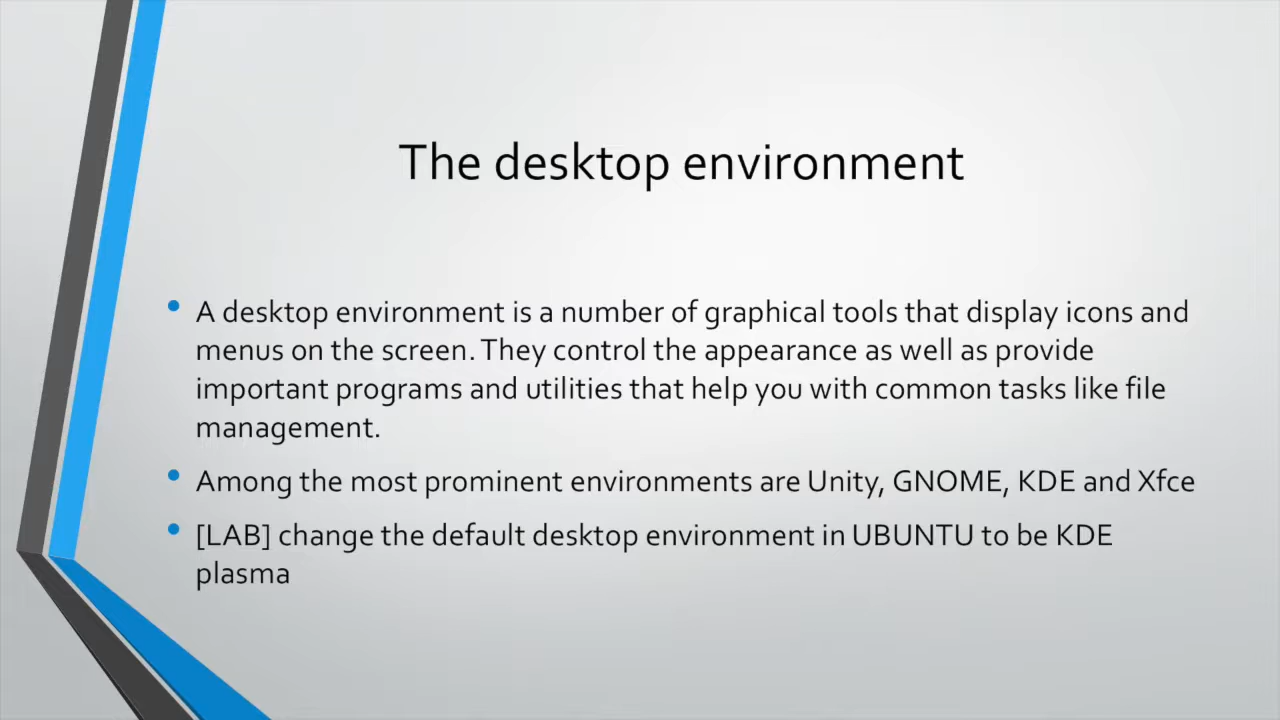 The desktop environment
• A desktop environment is a number of graphical tools that display icons and
menus on the screen. They control the appearance as well as provide
important programs and utilities that help you with common tasks like file
management.
• Among the most prominent environments are Unity, GNOME, KDE and Xfce
• [LAB] change the default desktop environment in UBUNTU to be KDE
plasma